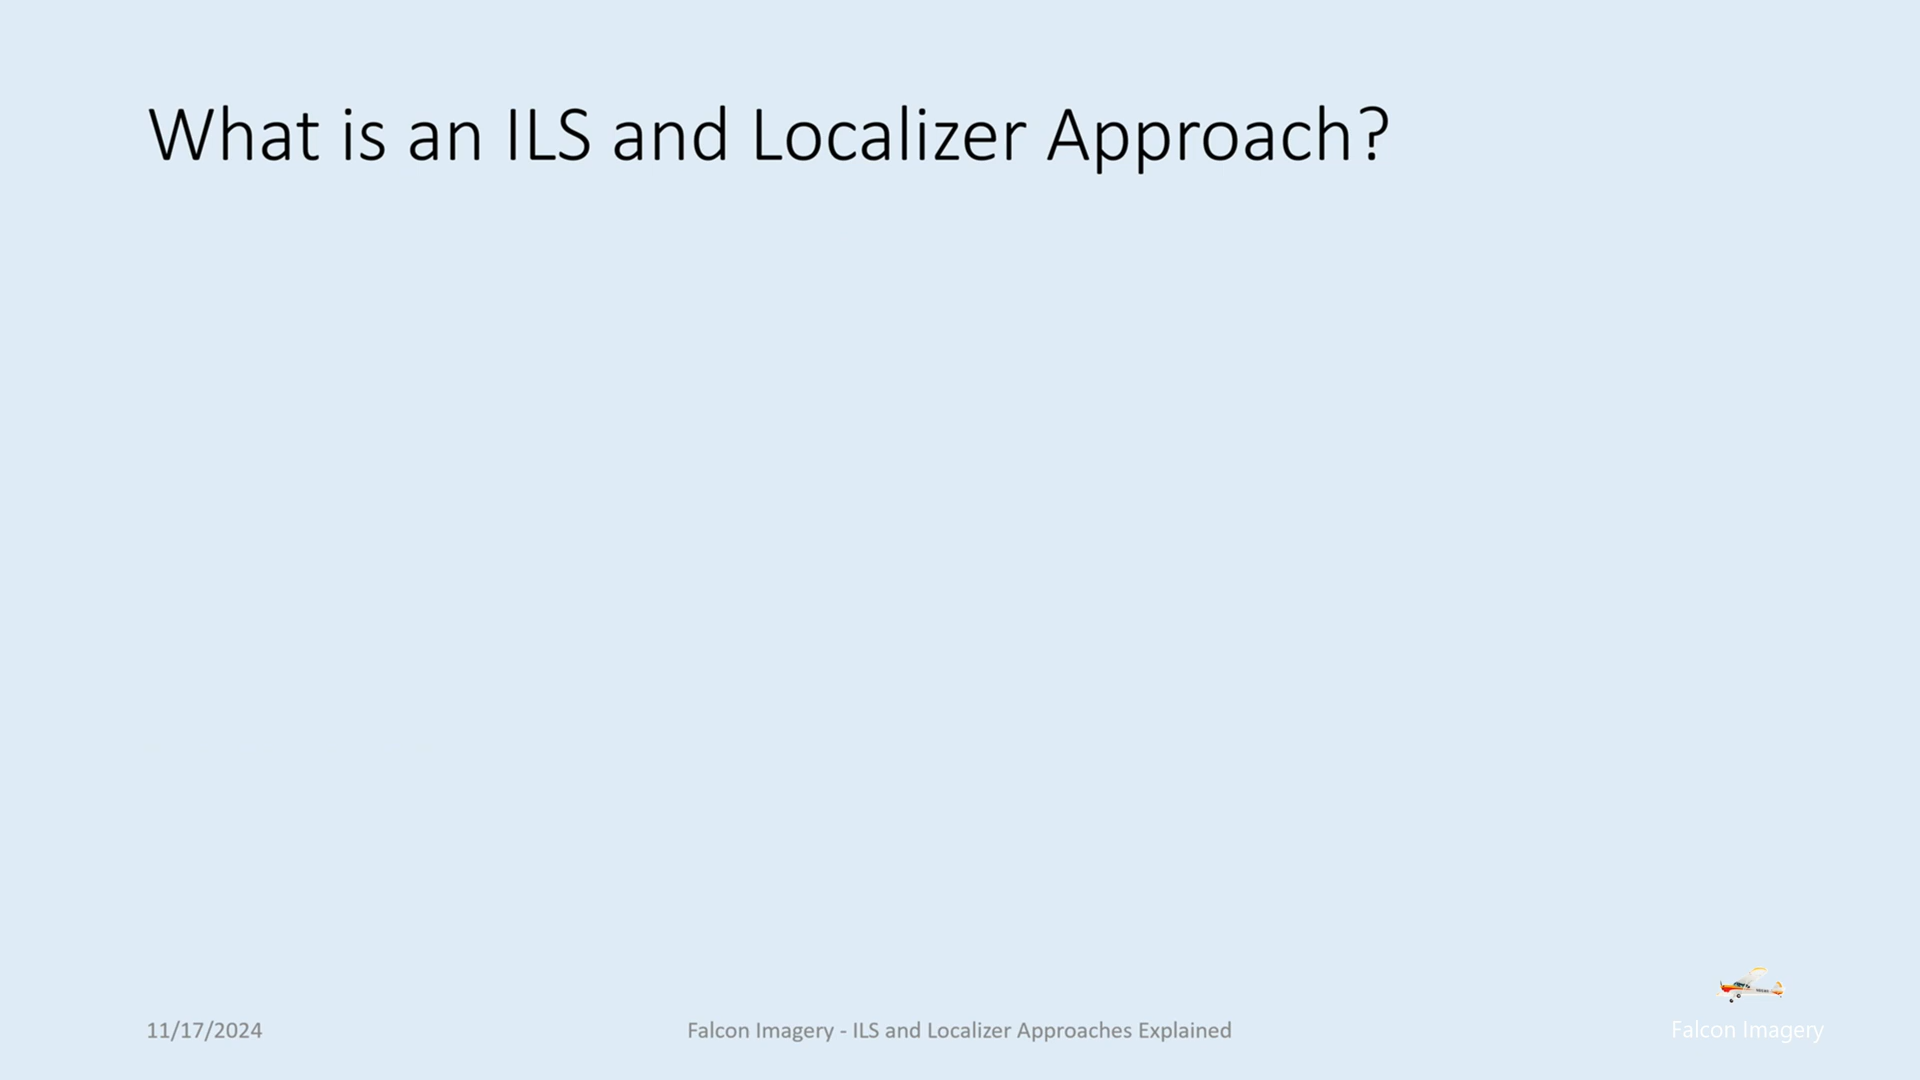 What is an ILS and Localizer Approach?
11/17/2024
Falcon Imagery - ILS and Localizer Approaches Explained
Falcon Imagery